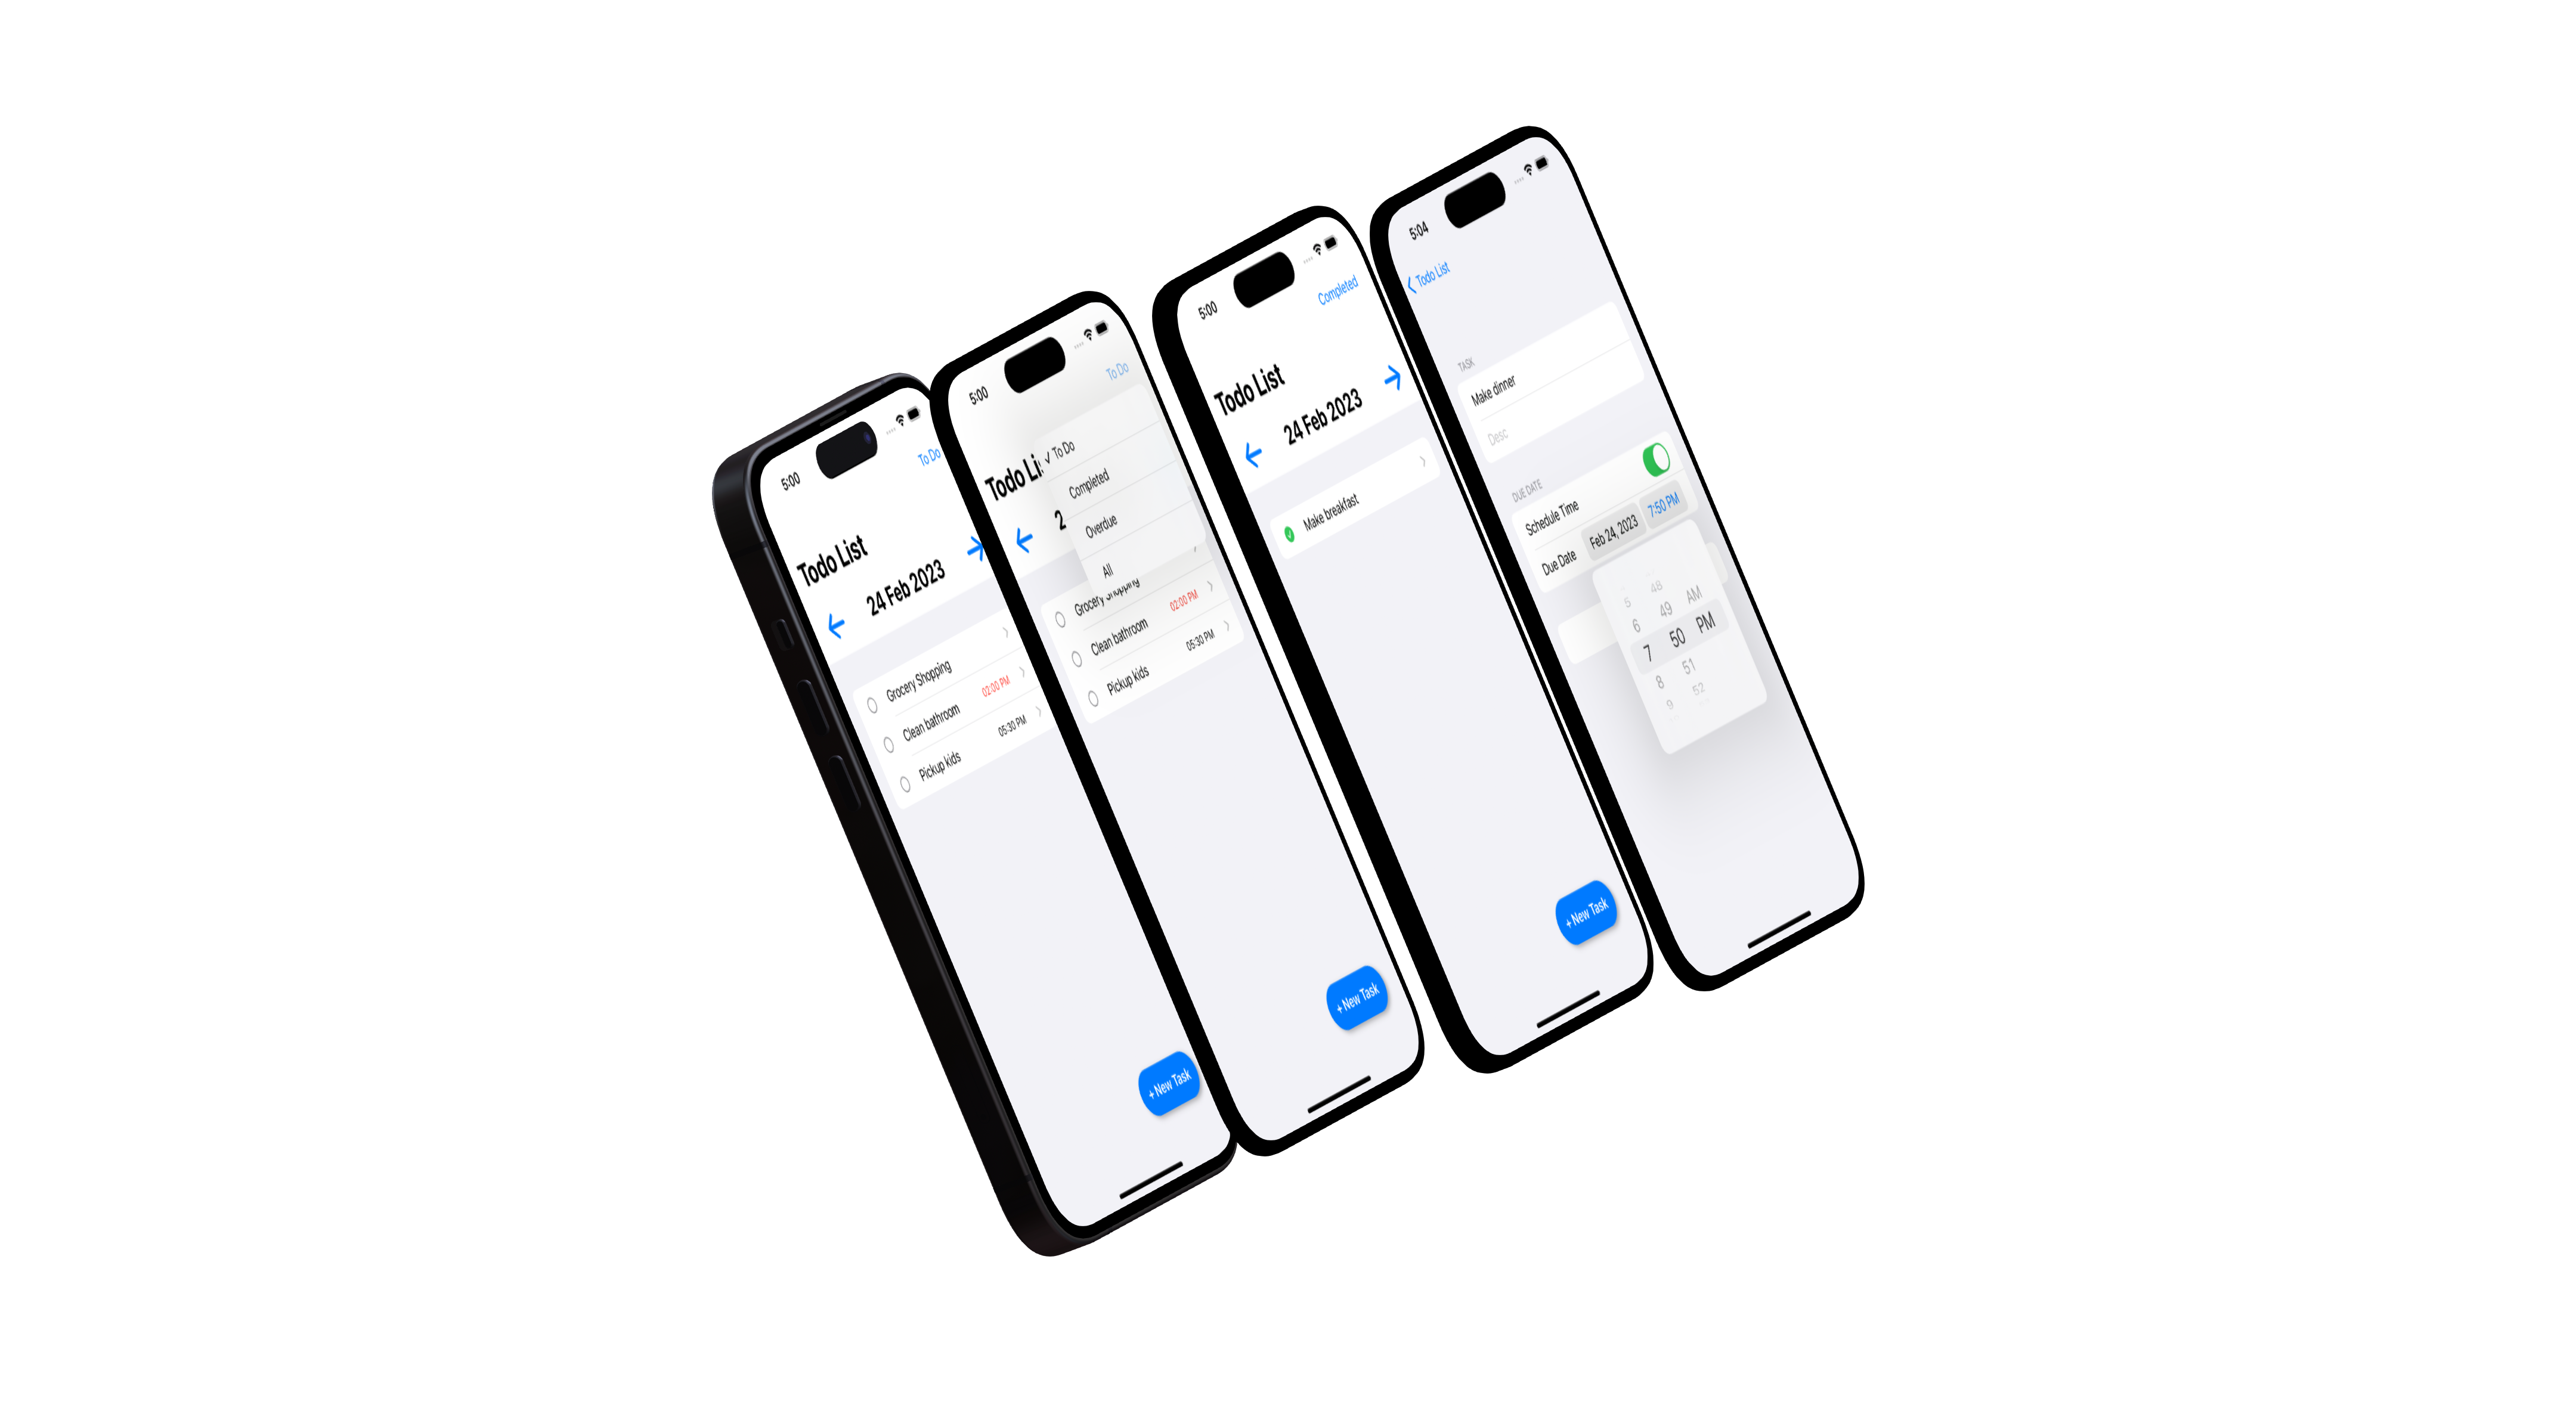 5:00
To Do
Todo List
24 Feb 2023
Grocery Shopping
Clean bathroom 02:00 PM
Pickup kids 05:30 PM
+ New Task
5:00
To Do
Todo Li
✓ To Do
Completed
Overdue
All
2
Grocery Shopping
Clean bathroom 02:00 PM
Pickup kids 05:30 PM
+ New Task
5:00
Completed
Todo List
24 Feb 2023
Make breakfast
+ New Task
5:04
Todo List
TASK
Make dinner
Desc
DUE DATE
Schedule Time
Due Date Feb 24, 2023 7:50 PM
5 48
6 49 AM
7 50 PM
8 51
9 52